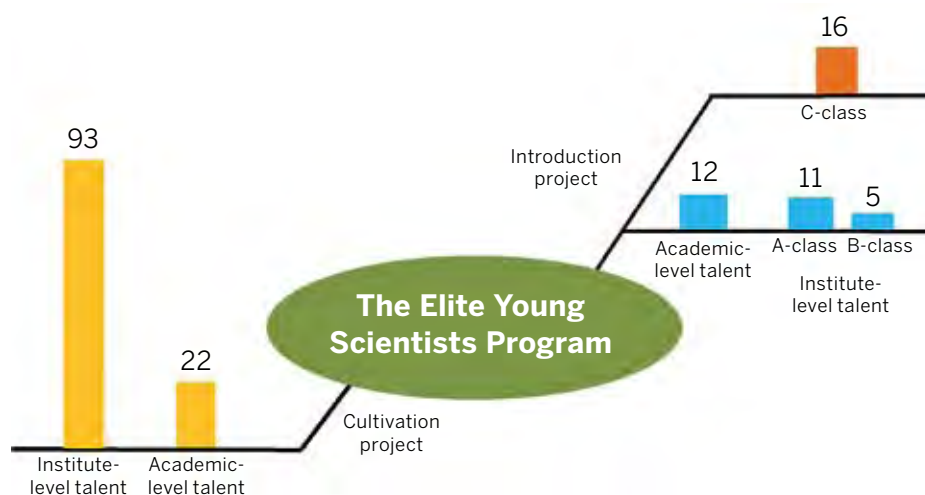 16
C-class
Introduction
project
12
11
5
Academic-
level talent
A-class
B-class
Institute-
level talent
The Elite Young
Scientists Program
93
22
Cultivation
project
Institute-
level talent
Academic-
level talent